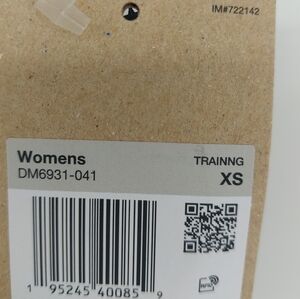 IM#722142
Womens
TRAINNG
DM6931-041
XS
1 95245 40085 9